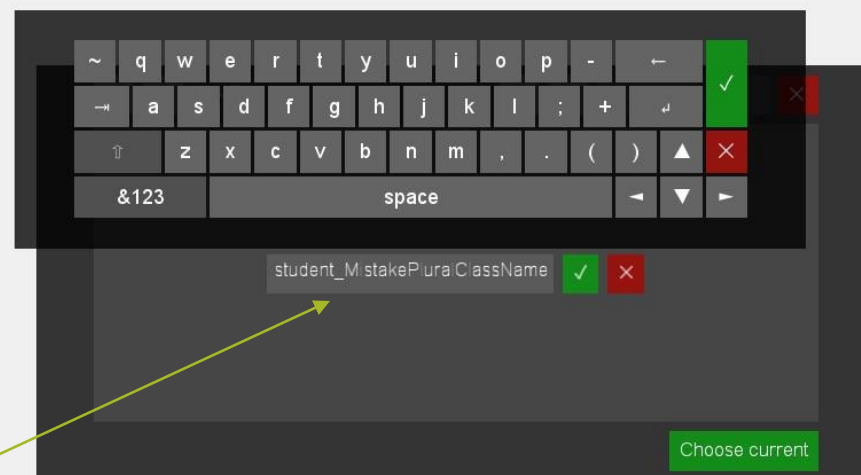 ~ q w e r t y u i o p - ←
⇥ a s d f g h j k l ; + ↵ ✓
⇧ z x c v b n m , . ( ) ▲ ✕
&123 space ◄ ▼ ►
student_MistakePluralClassName ✓ ✕
Choose current